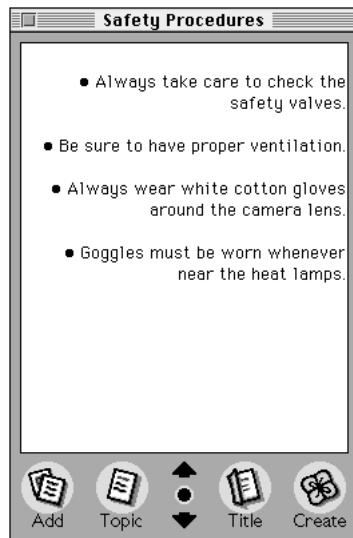 Safety Procedures
• Always take care to check the
safety valves.
• Be sure to have proper ventilation.
• Always wear white cotton gloves
around the camera lens.
• Goggles must be worn whenever
near the heat lamps.
Add Topic Title Create